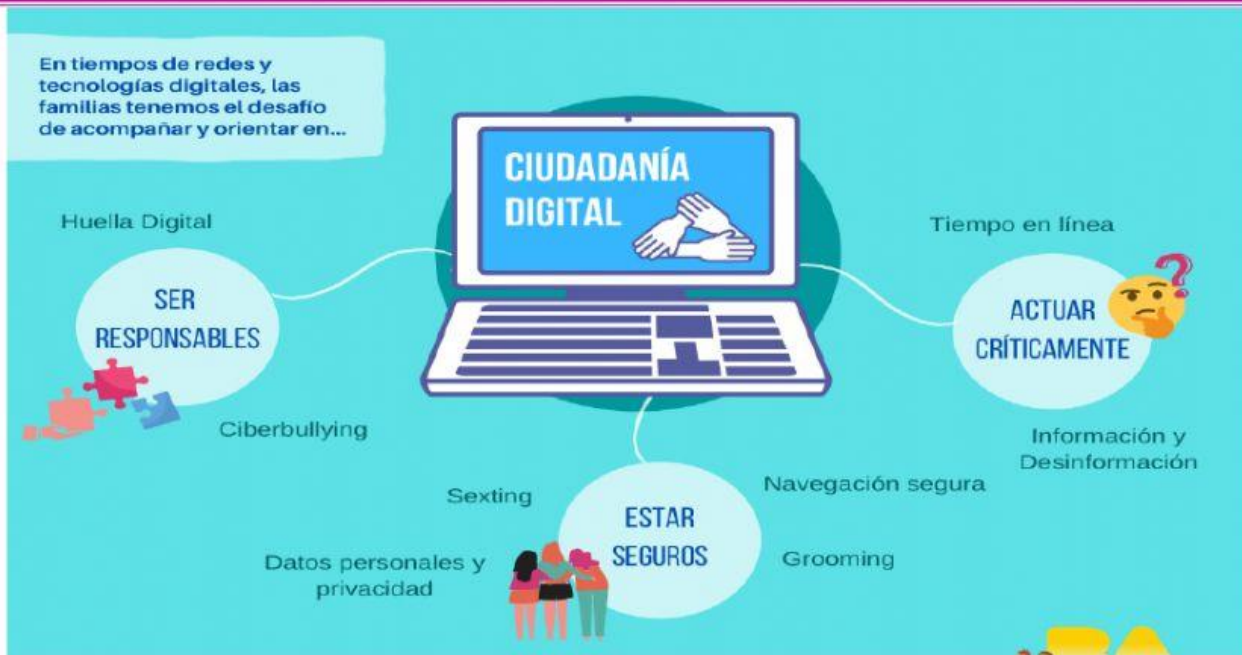 En tiempos de redes y
tecnologías digitales, las
familias tenemos el desafío
de acompañar y orientar en...
CIUDADANÍA
DIGITAL
Huella Digital
SER
RESPONSABLES
Ciberbullying
Tiempo en línea
ACTUAR
CRÍTICAMENTE
Información y
Desinformación
Sexting
Navegación segura
ESTAR
SEGUROS
Datos personales y
privacidad
Grooming